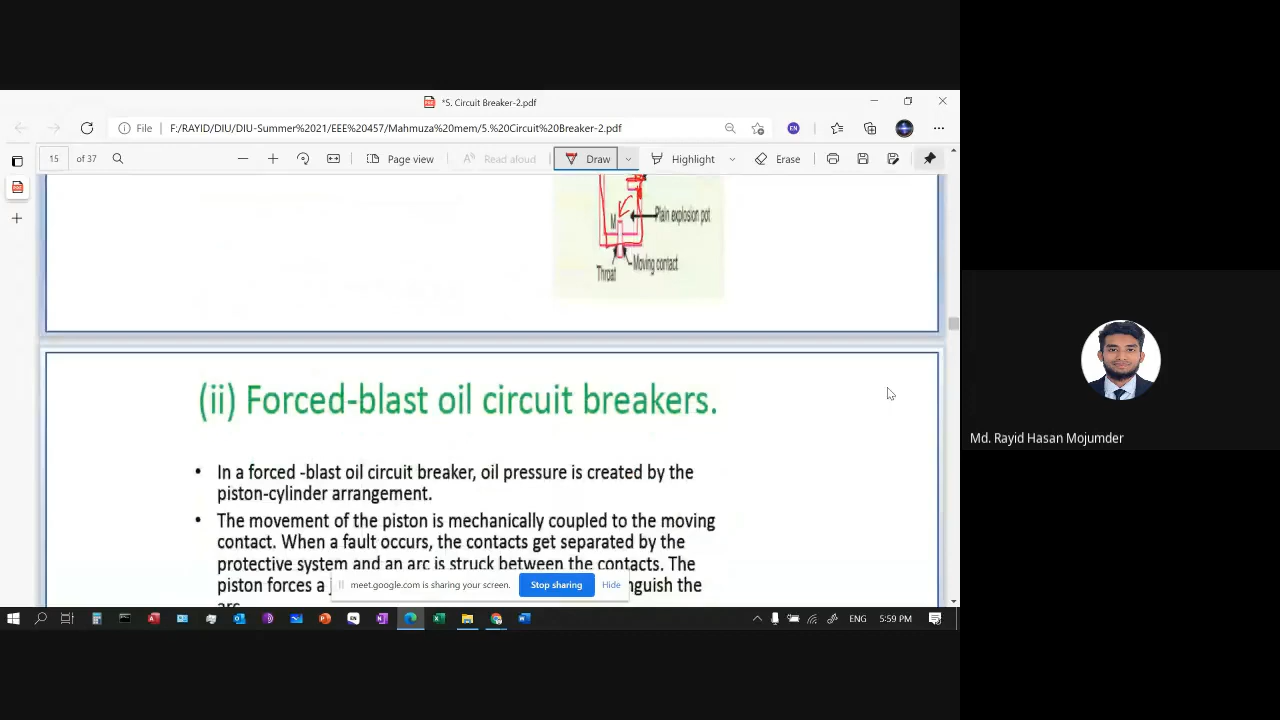 *5. Circuit Breaker-2.pdf
File F:/RAYID/DIU/DIU-Summer%2021/EEE%20457/Mahmuza%20mem/5.%20Circuit%20Breaker-2.pdf EN
15 of 37 Page view Read aloud Draw Highlight Erase
M
Plain explosion pot
Moving contact
Throat
(ii) Forced-blast oil circuit breakers.
• In a forced -blast oil circuit breaker, oil pressure is created by the
piston-cylinder arrangement.
• The movement of the piston is mechanically coupled to the moving
contact. When a fault occurs, the contacts get separated by the
protective system and an arc is struck between the contacts. The
piston forces a
meet.google.com is sharing your screen. Stop sharing Hide
the
Md. Rayid Hasan Mojumder
ENG 5:59 PM